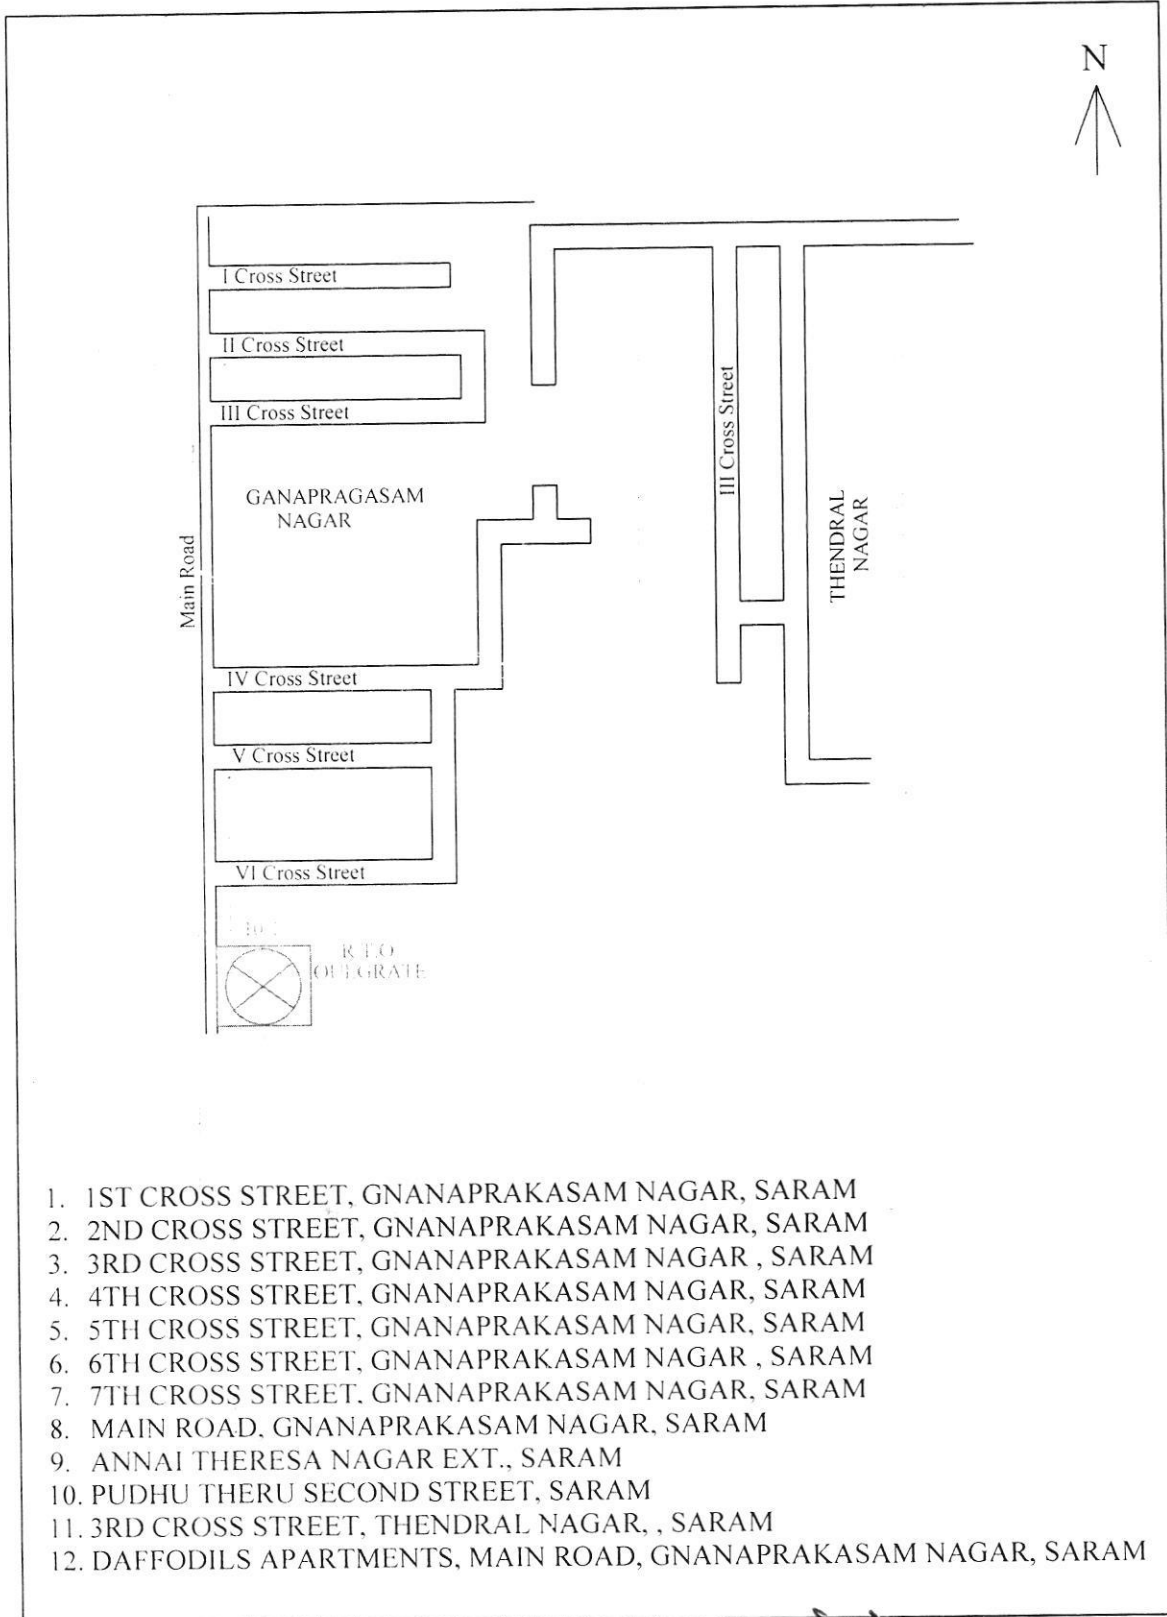 N
I Cross Street
II Cross Street
III Cross Street
GANAPRAGASAM
NAGAR
Main Road
III Cross Street
THENDRAL
NAGAR
IV Cross Street
V Cross Street
VI Cross Street
R.T.O
1. 1ST CROSS STREET, GNANAPRAKASAM NAGAR, SARAM
2. 2ND CROSS STREET, GNANAPRAKASAM NAGAR, SARAM
3. 3RD CROSS STREET, GNANAPRAKASAM NAGAR , SARAM
4. 4TH CROSS STREET, GNANAPRAKASAM NAGAR, SARAM
5. 5TH CROSS STREET, GNANAPRAKASAM NAGAR, SARAM
6. 6TH CROSS STREET, GNANAPRAKASAM NAGAR , SARAM
7. 7TH CROSS STREET, GNANAPRAKASAM NAGAR, SARAM
8. MAIN ROAD, GNANAPRAKASAM NAGAR, SARAM
9. ANNAI THERESA NAGAR EXT., SARAM
10. PUDHU THERU SECOND STREET, SARAM
11. 3RD CROSS STREET, THENDRAL NAGAR, , SARAM
12. DAFFODILS APARTMENTS, MAIN ROAD, GNANAPRAKASAM NAGAR, SARAM